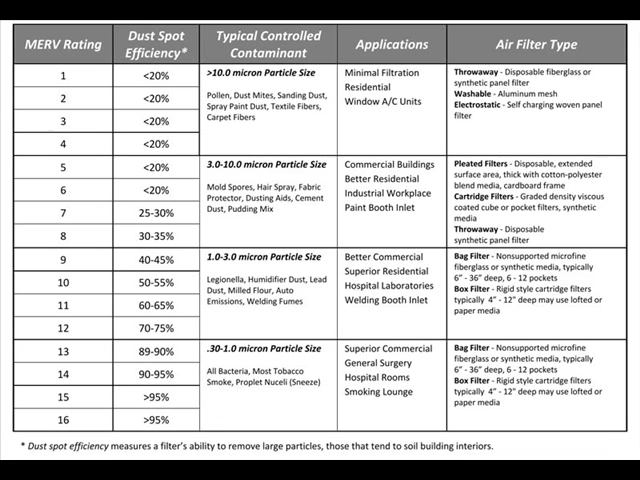 MERV Rating
Dust Spot
Efficiency*
Typical Controlled
Contaminant
Applications
Air Filter Type
1
<20%
2
<20%
3
<20%
4
<20%
>10.0 micron Particle Size
Pollen, Dust Mites, Sanding Dust,
Spray Paint Dust, Textile Fibers,
Carpet Fibers
Minimal Filtration
Residential
Window A/C Units
Throwaway - Disposable fiberglass or
synthetic panel filter
Washable - Aluminum mesh
Electrostatic - Self charging woven panel
filter
5
<20%
6
<20%
7
25-30%
8
30-35%
3.0-10.0 micron Particle Size
Mold Spores, Hair Spray, Fabric
Protector, Dusting Aids, Cement
Dust, Pudding Mix
Commercial Buildings
Better Residential
Industrial Workplace
Paint Booth Inlet
Pleated Filters - Disposable, extended
surface area, thick with cotton-polyester
blend media, cardboard frame
Cartridge Filters - Graded density viscous
coated cube or pocket filters, synthetic
media
Throwaway - Disposable
synthetic panel filter
9
40-45%
10
50-55%
11
60-65%
12
70-75%
1.0-3.0 micron Particle Size
Legionella, Humidifier Dust, Lead
Dust, Milled Flour, Auto
Emissions, Welding Fumes
Better Commercial
Superior Residential
Hospital Laboratories
Welding Booth Inlet
Bag Filter - Nonsupported microfine
fiberglass or synthetic media, typically
6" - 36" deep, 6 - 12 pockets
Box Filter - Rigid style cartridge filters
typically 4" - 12" deep may use lofted or
paper media
13
89-90%
14
90-95%
15
>95%
16
>95%
.30-1.0 micron Particle Size
All Bacteria, Most Tobacco
Smoke, Proplet Nuceli (Sneeze)
Superior Commercial
General Surgery
Hospital Rooms
Smoking Lounge
Bag Filter - Nonsupported microfine
fiberglass or synthetic media, typically
6" - 36" deep, 6 - 12 pockets
Box Filter - Rigid style cartridge filters
typically 4" - 12" deep may use lofted or
paper media
* Dust spot efficiency measures a filter's ability to remove large particles, those that tend to soil building interiors.